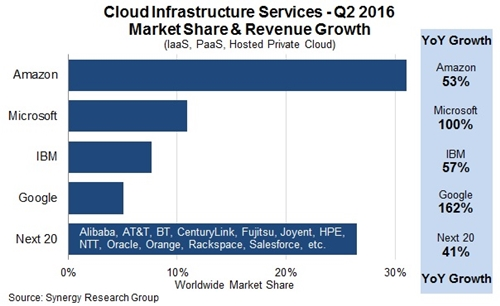 Cloud Infrastructure Services - Q2 2016
Market Share & Revenue Growth
(IaaS, PaaS, Hosted Private Cloud)
YoY Growth
Amazon
Amazon
53%
Microsoft
Microsoft
100%
IBM
IBM
57%
Google
Google
162%
Next 20
Alibaba, AT&T, BT, CenturyLink, Fujitsu, Joyent, HPE,
NTT, Oracle, Orange, Rackspace, Salesforce, etc.
Next 20
41%
0%
10%
20%
30%
YoY Growth
Worldwide Market Share
Source: Synergy Research Group